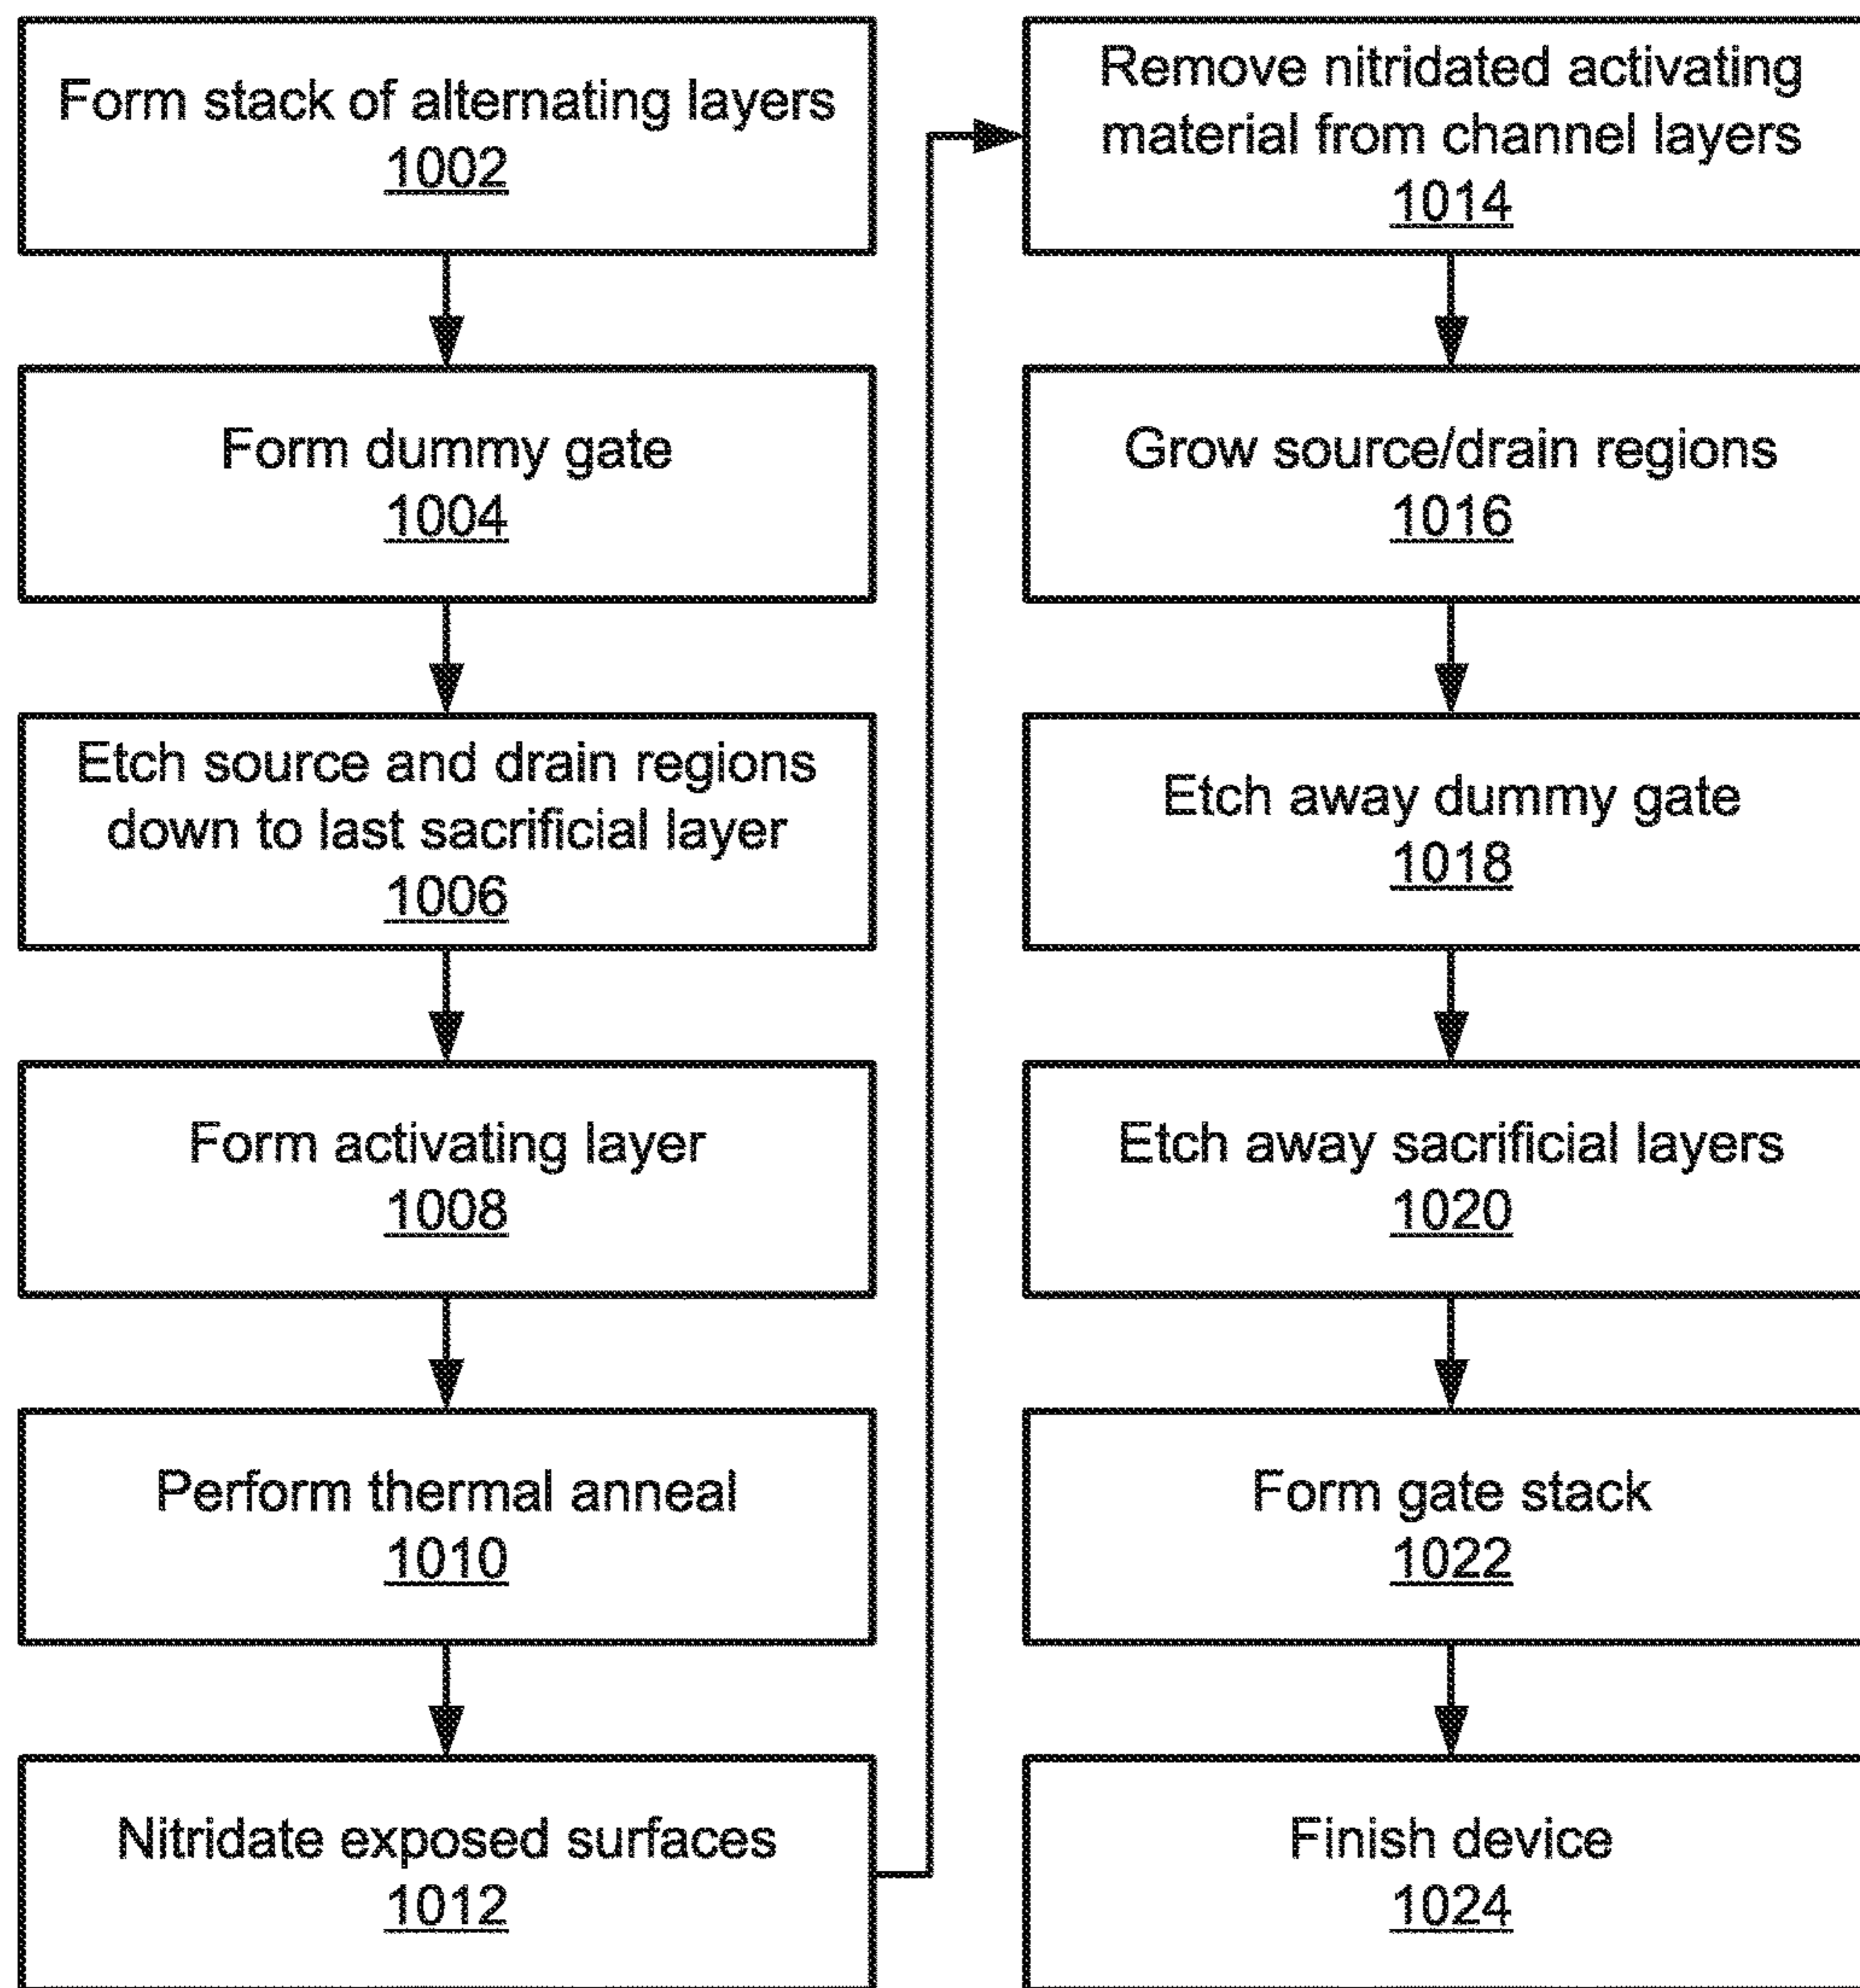 Form stack of alternating layers
1002
Form dummy gate
1004
Etch source and drain regions
down to last sacrificial layer
1006
Form activating layer
1008
Perform thermal anneal
1010
Nitridate exposed surfaces
1012
Remove nitridated activating
material from channel layers
1014
Grow source/drain regions
1016
Etch away dummy gate
1018
Etch away sacrificial layers
1020
Form gate stack
1022
Finish device
1024